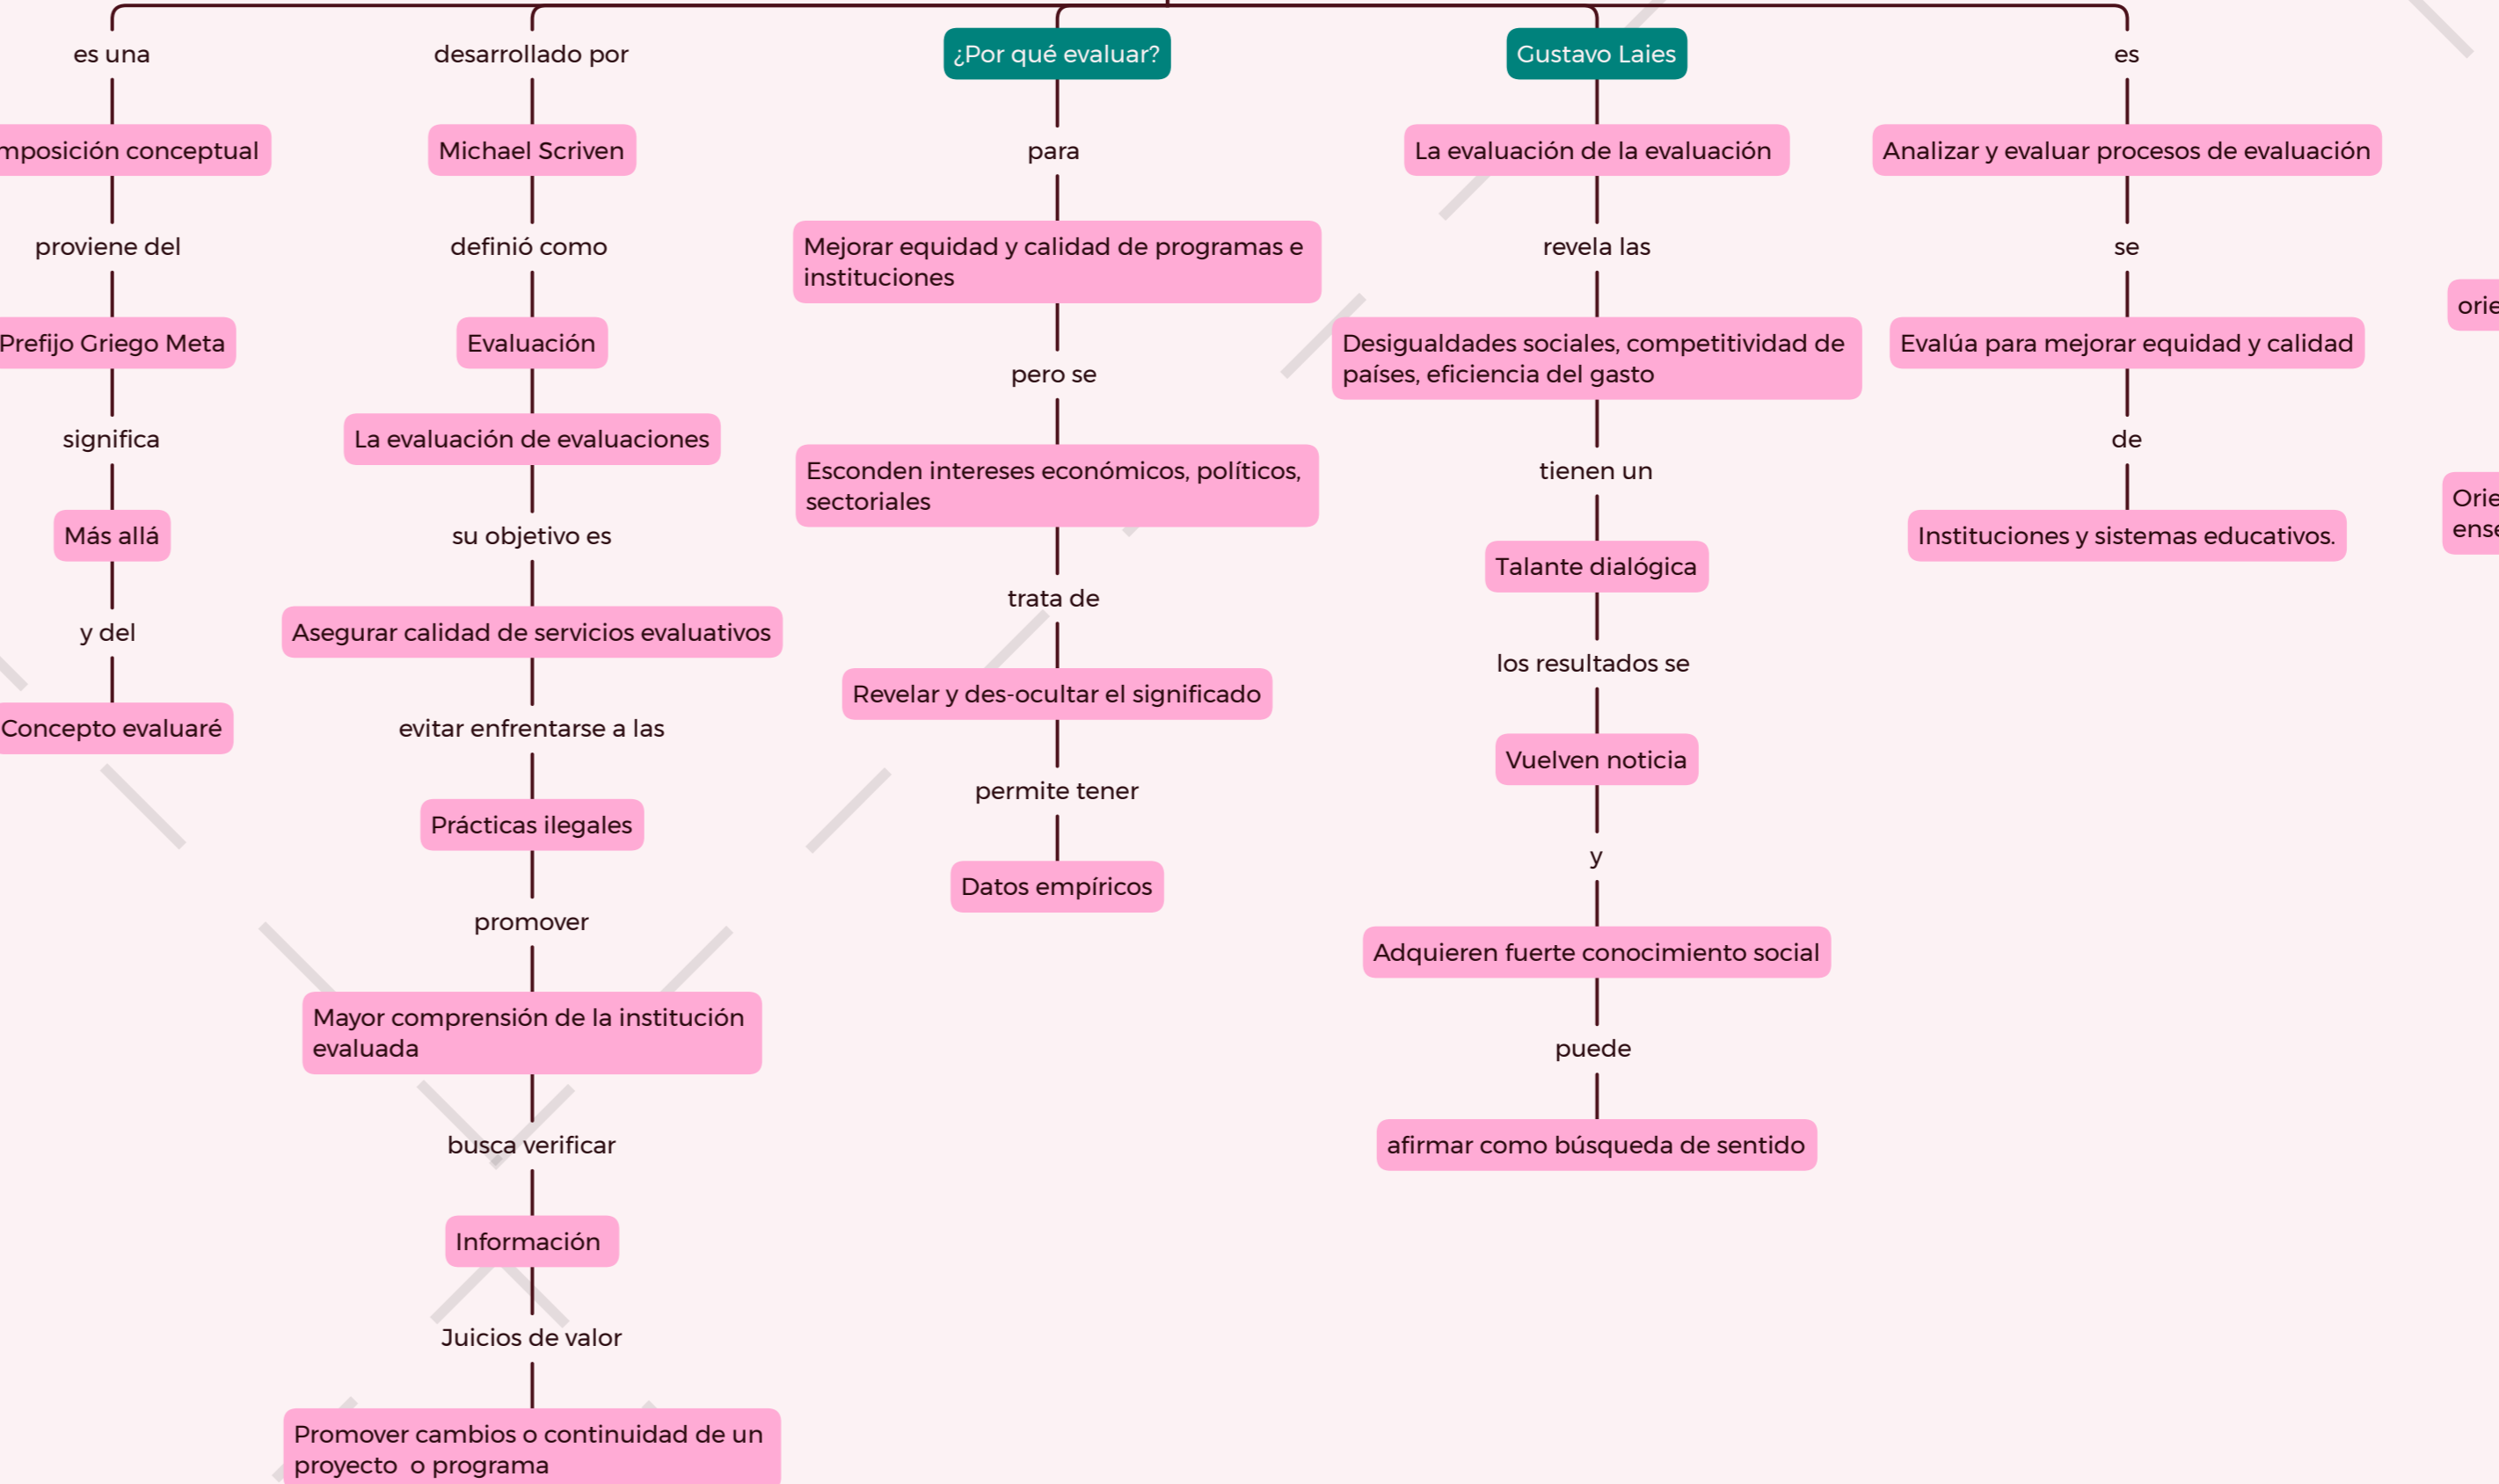 es una
mposición conceptual
proviene del
Prefijo Griego Meta
significa
Más allá
y del
Concepto evaluaré
desarrollado por
Michael Scriven
definió como
Evaluación
La evaluación de evaluaciones
su objetivo es
Asegurar calidad de servicios evaluativos
evitar enfrentarse a las
Prácticas ilegales
promover
Mayor comprensión de la institución
evaluada
busca verificar
Información
Juicios de valor
Promover cambios o continuidad de un
proyecto  o programa
¿Por qué evaluar?
para
Mejorar equidad y calidad de programas e
instituciones
pero se
Esconden intereses económicos, políticos,
sectoriales
trata de
Revelar y des-ocultar el significado
permite tener
Datos empíricos
Gustavo Laies
La evaluación de la evaluación
revela las
Desigualdades sociales, competitividad de
países, eficiencia del gasto
tienen un
Talante dialógica
los resultados se
Vuelven noticia
y
Adquieren fuerte conocimiento social
puede
afirmar como búsqueda de sentido
es
Analizar y evaluar procesos de evaluación
se
Evalúa para mejorar equidad y calidad
de
Instituciones y sistemas educativos.
orie
Orie
ense